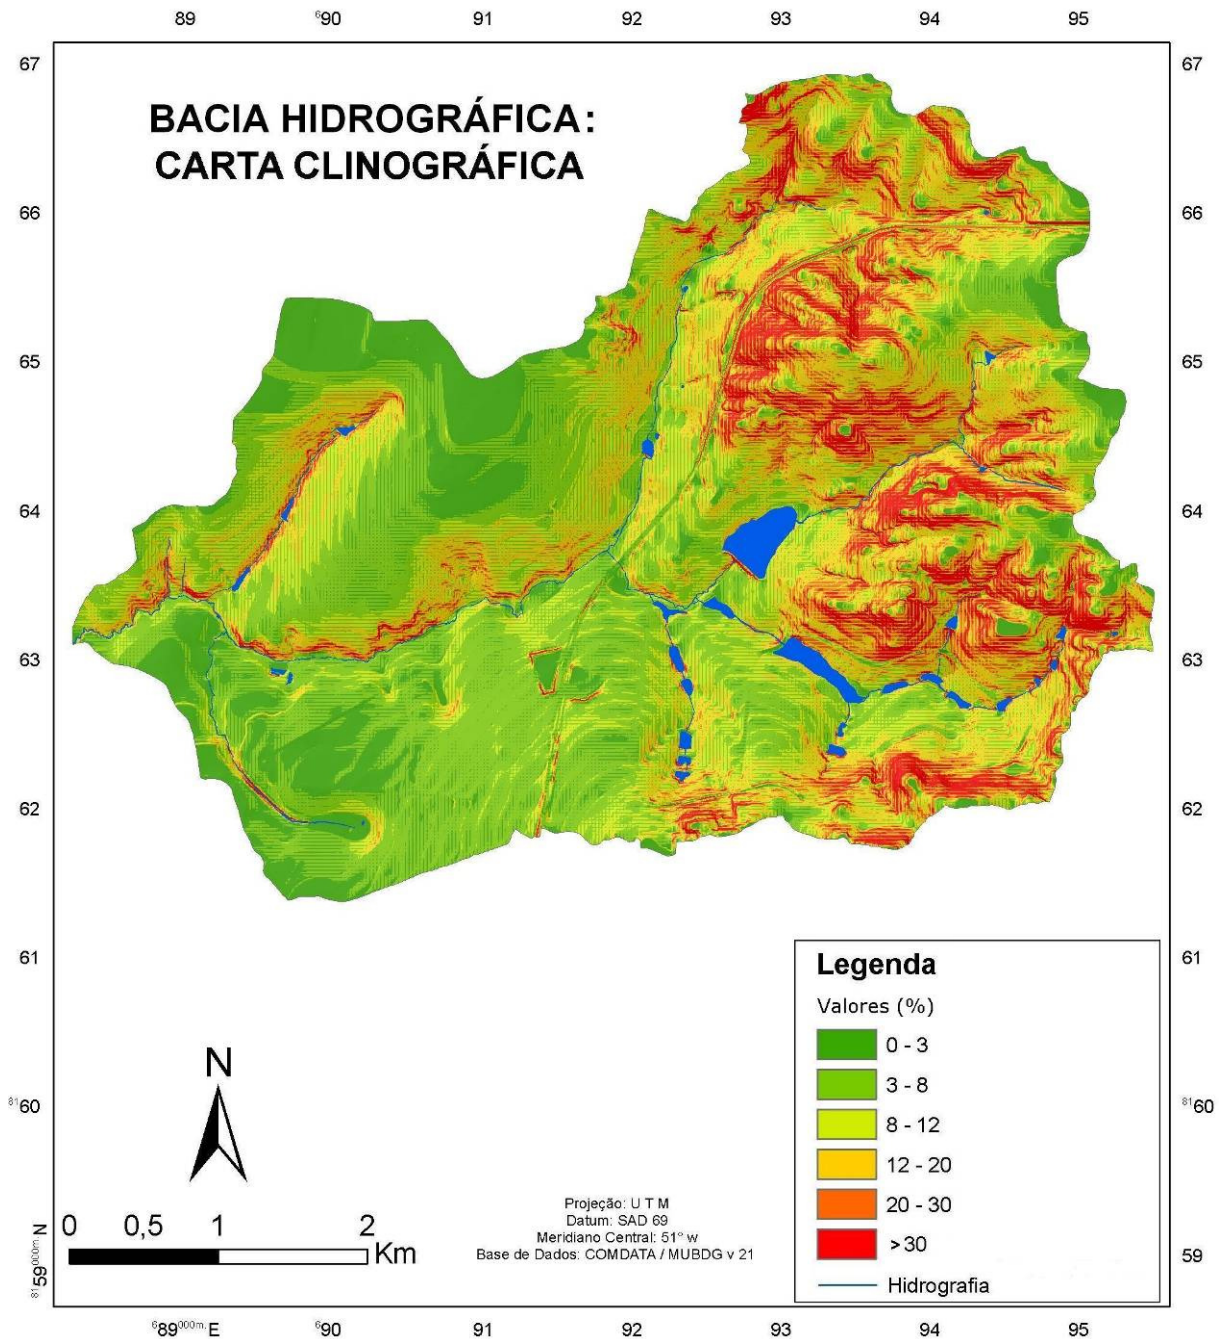 89 ⁶90 91 92 93 94 95
67 67
BACIA HIDROGRÁFICA:
CARTA CLINOGRÁFICA
66 66
65 65
64 64
63 63
62 62
61 61
Legenda
Valores (%)
0 - 3
3 - 8
N
8 - 12
⁸¹60 ⁸¹60
12 - 20
20 - 30
>30
Hidrografia
0 0,5 1 2
Km
Projeção: U T M
Datum: SAD 69
Meridiano Central: 51° w
Base de Dados: COMDATA / MUBDG v 21
⁸¹59⁰⁰⁰ᵐ· N 59
⁶89⁰⁰⁰ᵐ· E ⁶90 91 92 93 94 95